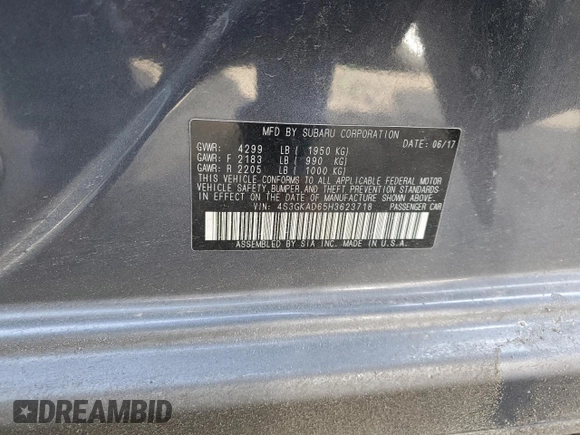 MFD BY SUBARU CORPORATION
GVWR: 4299 LB ( 1950 KG) DATE: 06/17
GAWR: F 2183 LB ( 990 KG)
GAWR: R 2205 LB ( 1000 KG)
THIS VEHICLE CONFORMS TO ALL APPLICABLE FEDERAL MOTOR
VEHICLE SAFETY, BUMPER, AND THEFT PREVENTION STANDARDS
IN EFFECT ON THE DATE OF MANUFACTURE SHOWN ABOVE.
VIN: 4S3GKAD65H3623718 PASSENGER CAR
ASSEMBLED BY SIA INC. MADE IN U.S.A.
DREAMBID